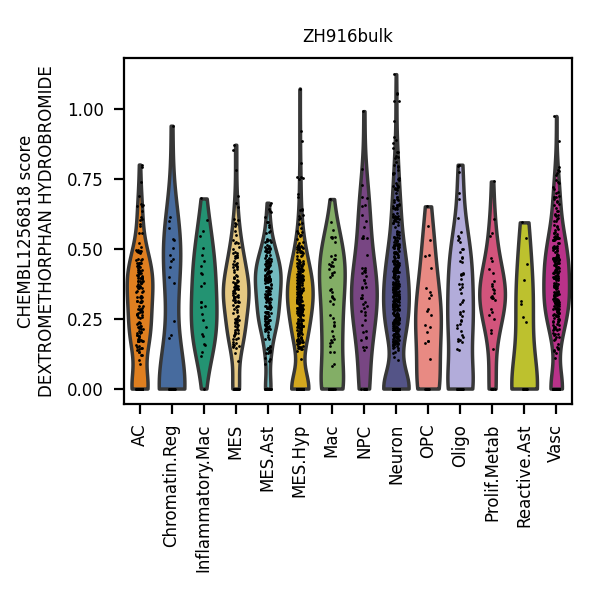 ZH916bulk
CHEMBL1256818 score
DEXTROMETHORPHAN HYDROBROMIDE
1.00
0.75
0.50
0.25
0.00
AC
Chromatin.Reg
Inflammatory.Mac
MES
MES.Ast
MES.Hyp
Mac
NPC
Neuron
OPC
Oligo
Prolif.Metab
Reactive.Ast
Vasc